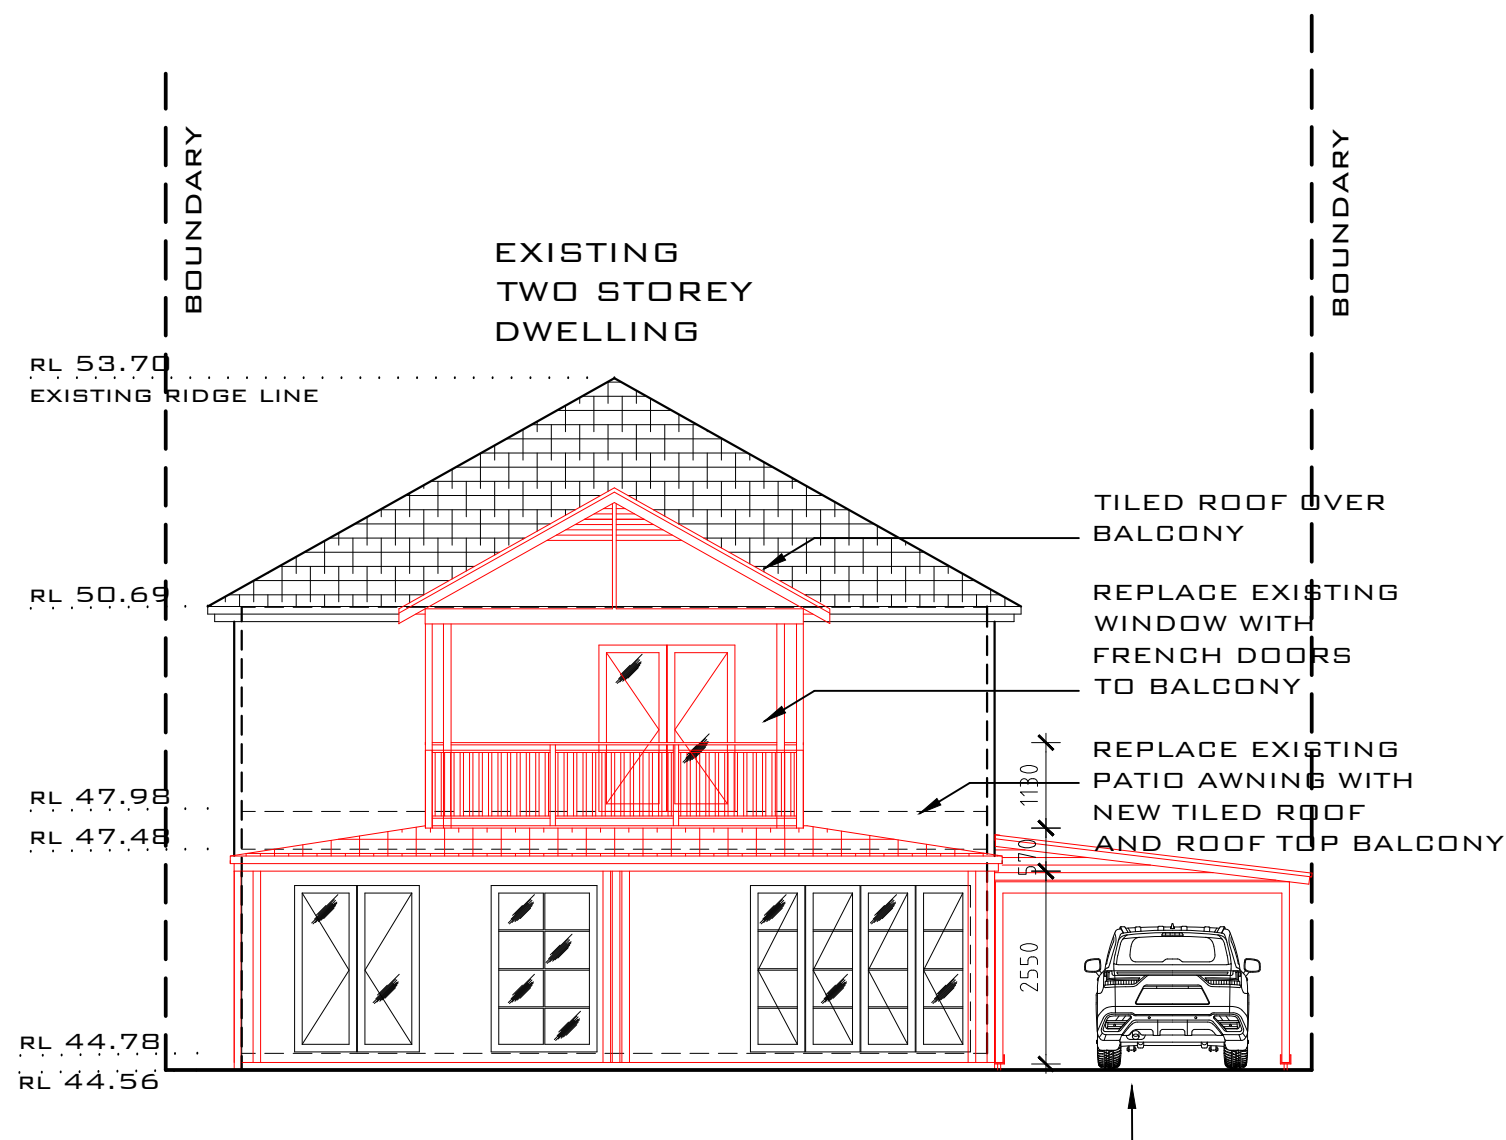 BOUNDARY
BOUNDARY
EXISTING
TWO STOREY
DWELLING
RL 53.70
EXISTING RIDGE LINE
TILED ROOF OVER
BALCONY
RL 50.69
REPLACE EXISTING
WINDOW WITH
FRENCH DOORS
TO BALCONY
REPLACE EXISTING
PATIO AWNING WITH
NEW TILED ROOF
AND ROOF TOP BALCONY
RL 47.98
RL 47.48
1130
570
2550
RL 44.78
RL 44.56